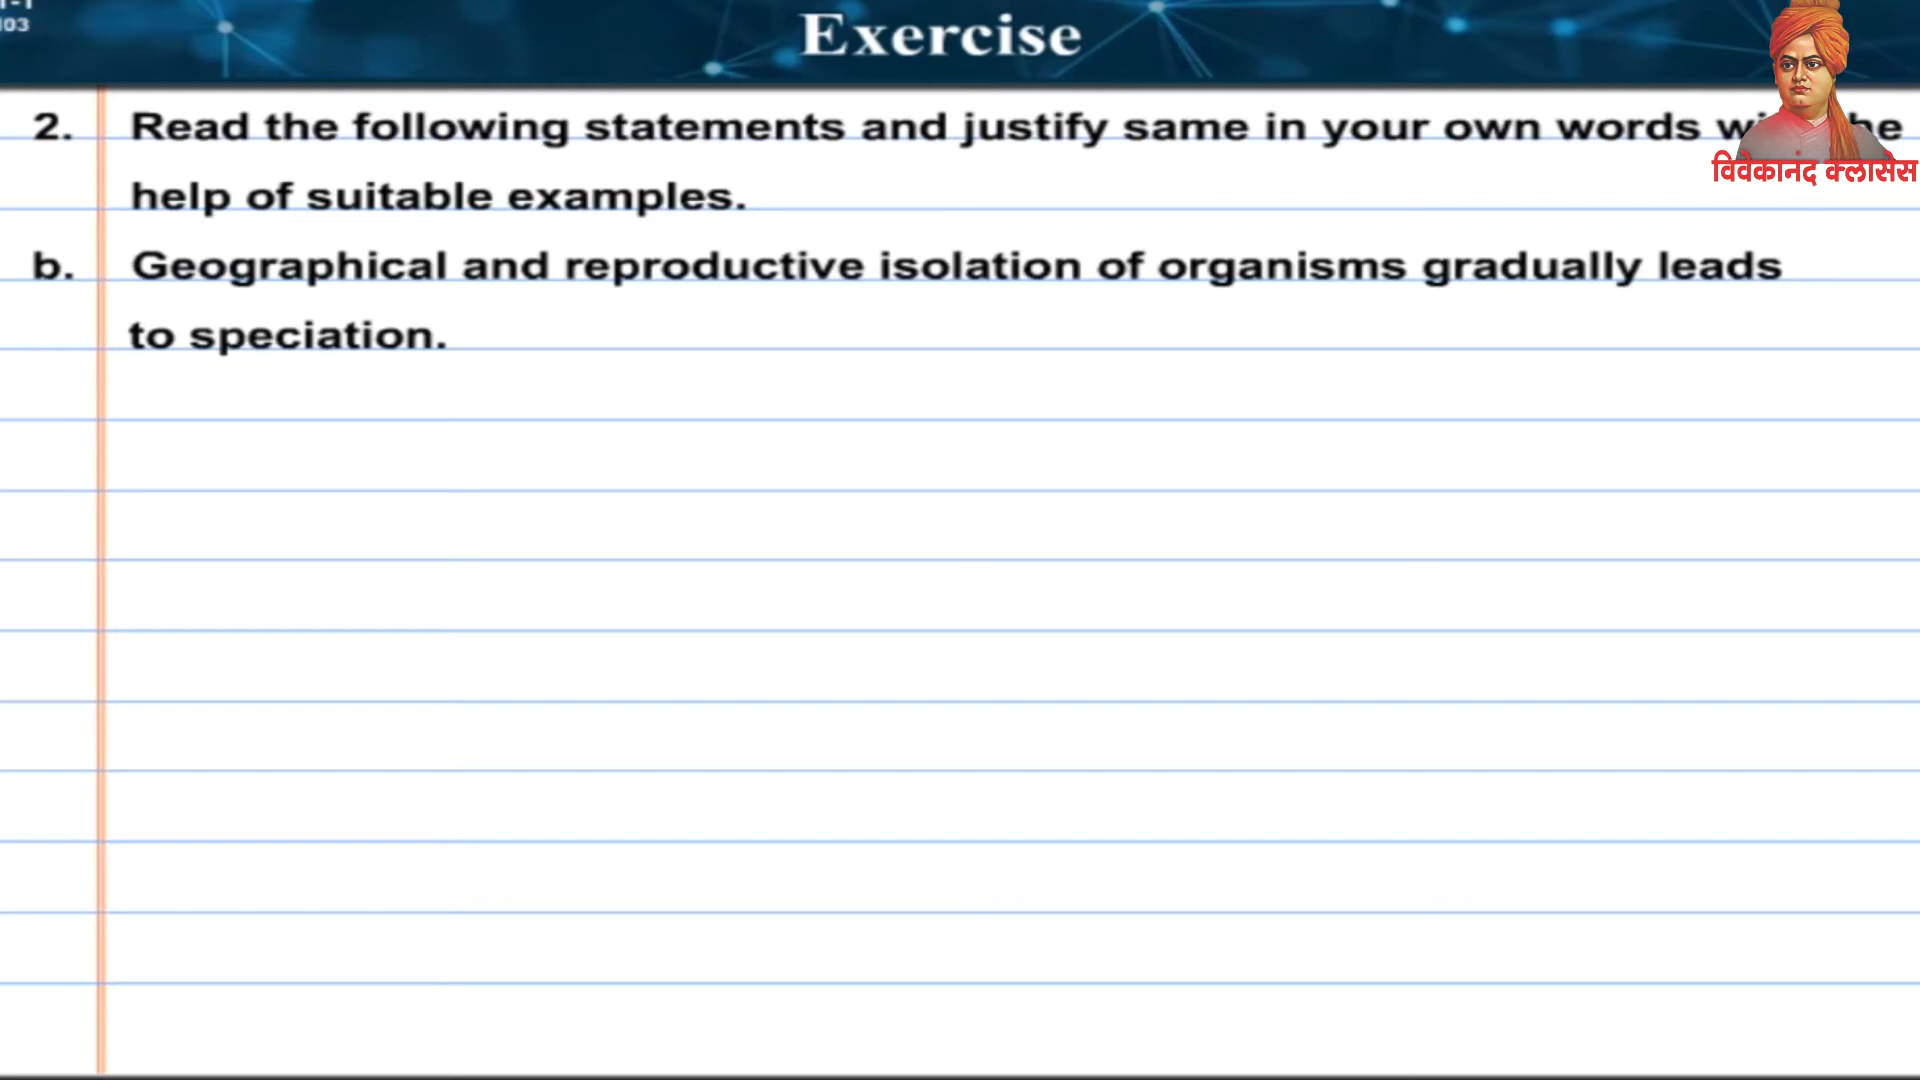 103
Exercise
2. Read the following statements and justify same in your own words
help of suitable examples.
विवेकानंद क्लासेस
b. Geographical and reproductive isolation of organisms gradually leads
to speciation.